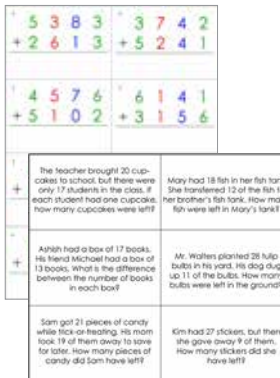 5 3 8 3
+ 2 6 1 3
3 7 4 2
+ 5 2 4 1
4 5 7 6
+ 5 1 0 2
6 1 4 1
+ 3 1 5 6
+
+
The teacher brought 20 cup-
cakes to school, but there were
only 17 students in the class. If
each student had one cupcake,
how many cupcakes were left?
Mary had 18 fish in her fish tan
She transferred 12 of the fish t
her brother's fish tank. How ma
fish were left in Mary's tank?
Ashish had a box of 17 books.
His friend Michael had a box of
13 books. What is the difference
between the number of books
in each box?
Mr. Walters planted 28 tulip
bulbs in his yard. His dog dug
up 11 of the bulbs. How many
bulbs were left in the ground?
Sam got 21 pieces of candy
while trick-or-treating. His mom
took 19 of them away to save
for later. How many pieces of
candy did Sam have left?
Kim had 27 stickers, but then
she gave away 9 of them.
How many stickers did she
have left?